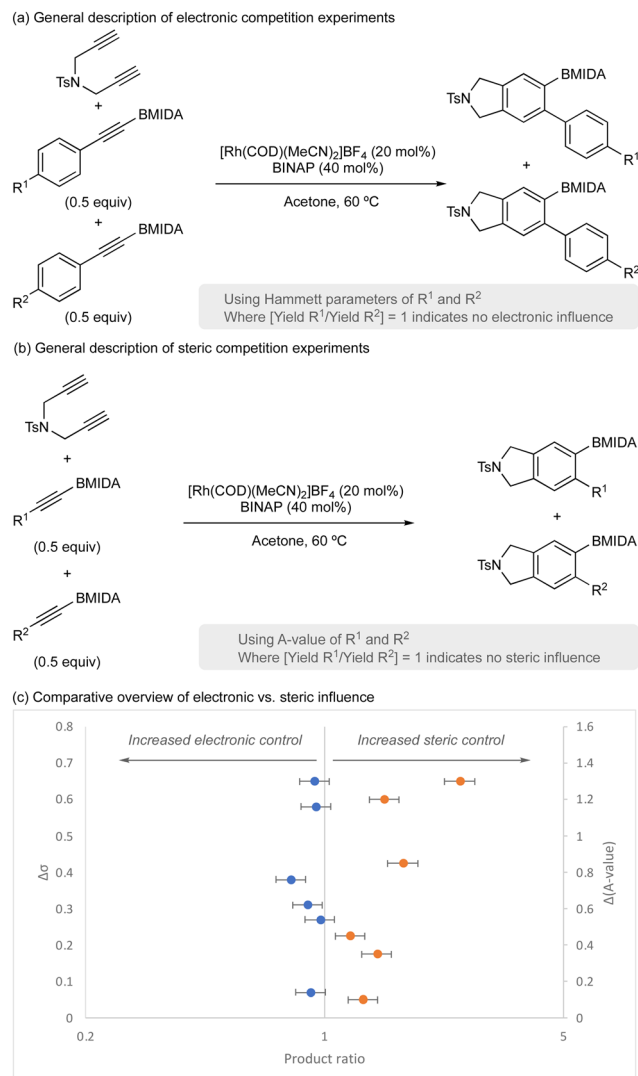 (a) General description of electronic competition experiments
TsN
+
BMIDA
R¹
(0.5 equiv)
+
BMIDA
R²
(0.5 equiv)
[Rh(COD)(MeCN)₂]BF₄ (20 mol%)
BINAP (40 mol%)
Acetone, 60 ºC
BMIDA
TsN
R¹
+
BMIDA
TsN
R²
Using Hammett parameters of R¹ and R²
Where [Yield R¹/Yield R²] = 1 indicates no electronic influence
(b) General description of steric competition experiments
TsN
+
BMIDA
R¹
(0.5 equiv)
+
BMIDA
R²
(0.5 equiv)
[Rh(COD)(MeCN)₂]BF₄ (20 mol%)
BINAP (40 mol%)
Acetone, 60 ºC
BMIDA
TsN
R¹
+
BMIDA
TsN
R²
Using A-value of R¹ and R²
Where [Yield R¹/Yield R²] = 1 indicates no steric influence
(c) Comparative overview of electronic vs. steric influence
Increased electronic control
Increased steric control
0.8
0.7
0.6
0.5
0.4
0.3
0.2
0.1
0
Δσ
1.6
1.4
1.2
1
0.8
0.6
0.4
0.2
0
Δ(A-value)
0.2
1
5
Product ratio